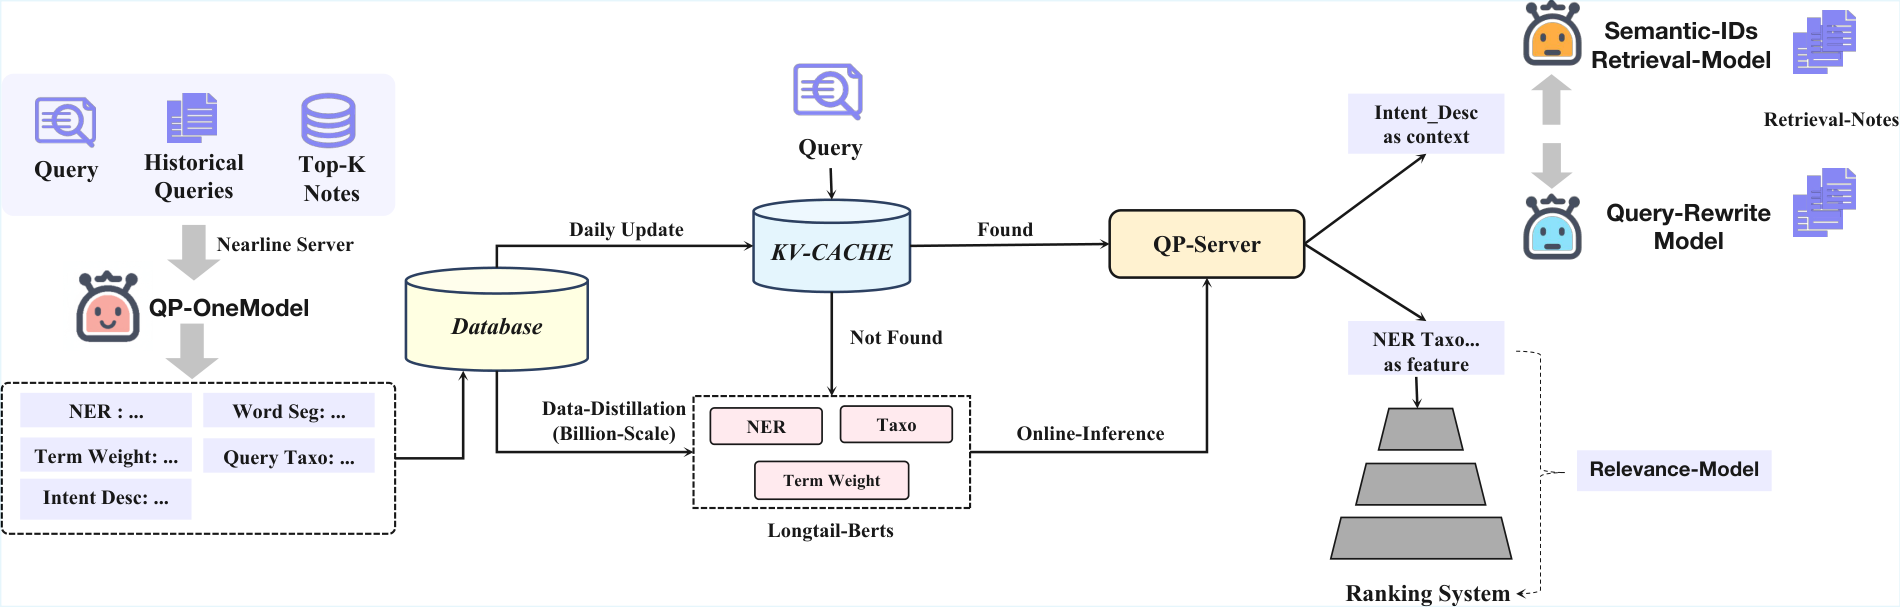 Query
Historical
Queries
Top-K
Notes
Nearline Server
QP-OneModel
NER : ...
Word Seg: ...
Term Weight: ...
Query Taxo: ...
Intent Desc: ...
Database
Daily Update
Data-Distillation
(Billion-Scale)
Query
KV-CACHE
Found
Not Found
NER
Taxo
Term Weight
Longtail-Berts
Online-Inference
QP-Server
Intent_Desc
as context
Semantic-IDs
Retrieval-Model
Retrieval-Notes
Query-Rewrite
Model
NER Taxo...
as feature
Relevance-Model
Ranking System